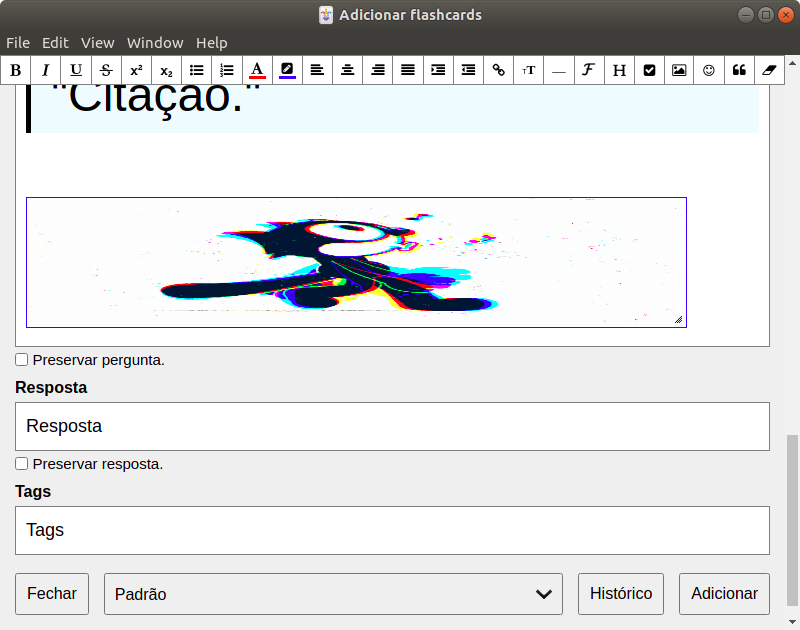 Adicionar flashcards
File Edit View Window Help
B I U S x² x₂ A тT — F H
"Citação."
Preservar pergunta.
Resposta
Resposta
Preservar resposta.
Tags
Tags
Fechar Padrão Histórico Adicionar